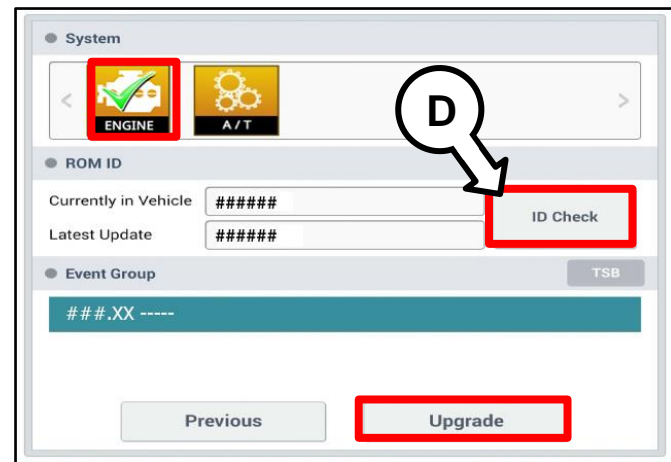 System
<
ENGINE
A/T
D
>
ROM ID
Currently in Vehicle ######
ID Check
Latest Update ######
Event Group TSB
###.XX -----
Previous Upgrade